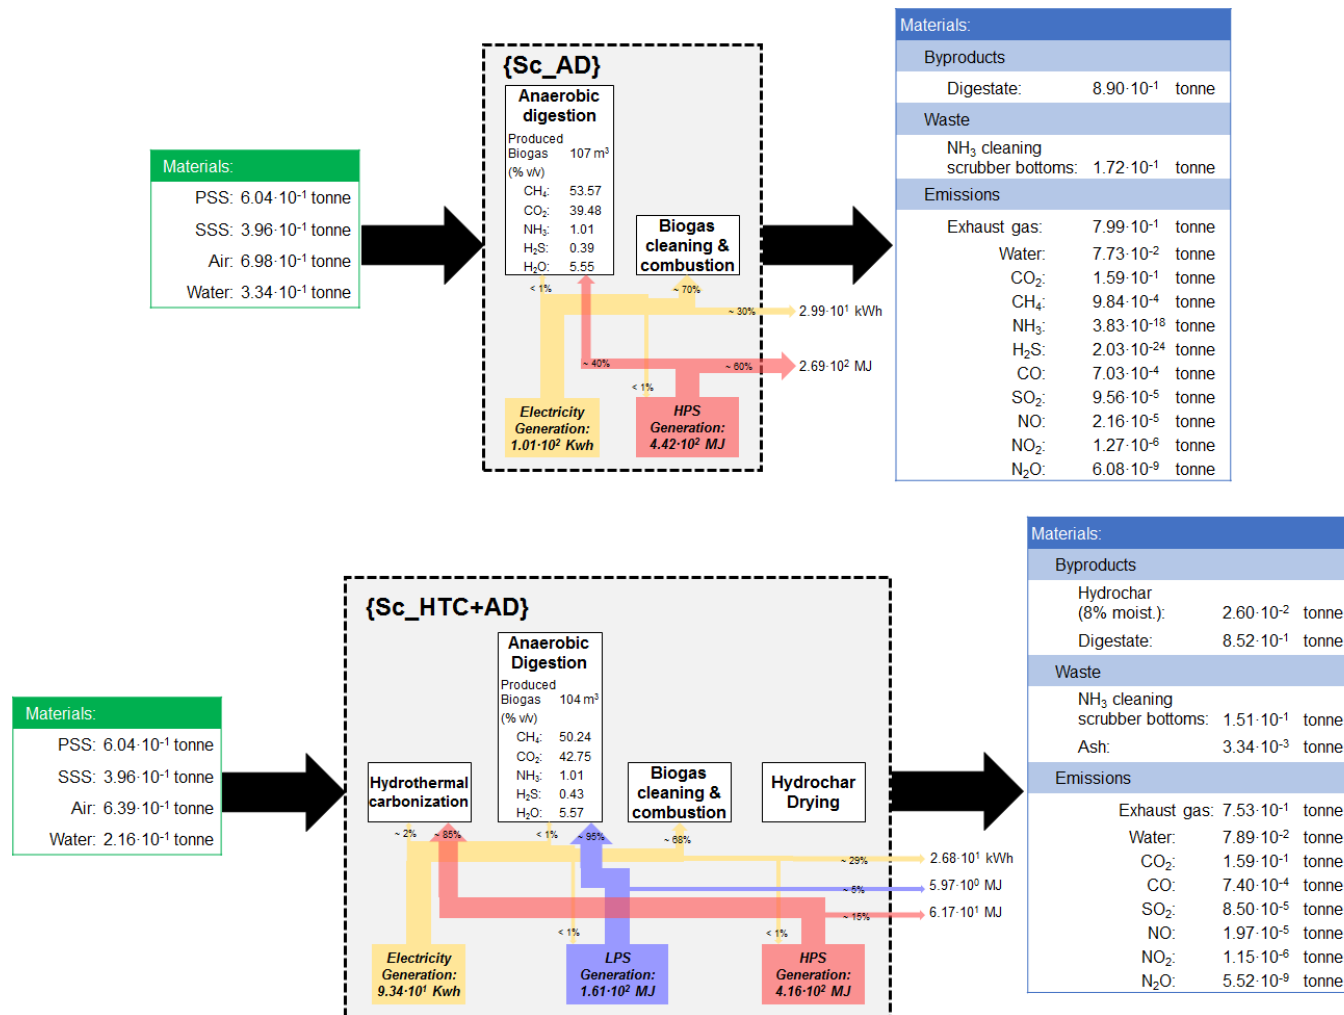 {Sc_AD}
Anaerobic
digestion
Produced
Biogas 107 m³
(% v/v)
CH₄: 53.57
CO₂: 39.48
NH₃: 1.01
H₂S: 0.39
H₂O: 5.55
Biogas
cleaning &
combustion
Materials:
PSS: 6.04·10⁻¹ tonne
SSS: 3.96·10⁻¹ tonne
Air: 6.98·10⁻¹ tonne
Water: 3.34·10⁻¹ tonne
< 1%
~ 70%
~ 30%
2.99·10¹ kWh
~ 40%
~ 60%
2.69·10² MJ
< 1%
Electricity
Generation:
1.01·10² Kwh
HPS
Generation:
4.42·10² MJ
Materials:
Byproducts
Digestate: 8.90·10⁻¹ tonne
Waste
NH₃ cleaning
scrubber bottoms: 1.72·10⁻¹ tonne
Emissions
Exhaust gas: 7.99·10⁻¹ tonne
Water: 7.73·10⁻² tonne
CO₂: 1.59·10⁻¹ tonne
CH₄: 9.84·10⁻⁴ tonne
NH₃: 3.83·10⁻¹⁸ tonne
H₂S: 2.03·10⁻²⁴ tonne
CO: 7.03·10⁻⁴ tonne
SO₂: 9.56·10⁻⁵ tonne
NO: 2.16·10⁻⁵ tonne
NO₂: 1.27·10⁻⁶ tonne
N₂O: 6.08·10⁻⁹ tonne
{Sc_HTC+AD}
Materials:
PSS: 6.04·10⁻¹ tonne
SSS: 3.96·10⁻¹ tonne
Air: 6.39·10⁻¹ tonne
Water: 2.16·10⁻¹ tonne
Hydrothermal
carbonization
Anaerobic
Digestion
Produced
Biogas 104 m³
(% v/v)
CH₄: 50.24
CO₂: 42.75
NH₃: 1.01
H₂S: 0.43
H₂O: 5.57
Biogas
cleaning &
combustion
Hydrochar
Drying
~ 2%
~ 85%
< 1%
~ 95%
~ 68%
~ 29%
2.68·10¹ kWh
~ 5%
5.97·10⁰ MJ
~ 15%
6.17·10¹ MJ
< 1%
< 1%
Electricity
Generation:
9.34·10¹ Kwh
LPS
Generation:
1.61·10² MJ
HPS
Generation:
4.16·10² MJ
Materials:
Byproducts
Hydrochar
(8% moist.): 2.60·10⁻² tonne
Digestate: 8.52·10⁻¹ tonne
Waste
NH₃ cleaning
scrubber bottoms: 1.51·10⁻¹ tonne
Ash: 3.34·10⁻³ tonne
Emissions
Exhaust gas: 7.53·10⁻¹ tonne
Water: 7.89·10⁻² tonne
CO₂: 1.59·10⁻¹ tonne
CO: 7.40·10⁻⁴ tonne
SO₂: 8.50·10⁻⁵ tonne
NO: 1.97·10⁻⁵ tonne
NO₂: 1.15·10⁻⁶ tonne
N₂O: 5.52·10⁻⁹ tonne